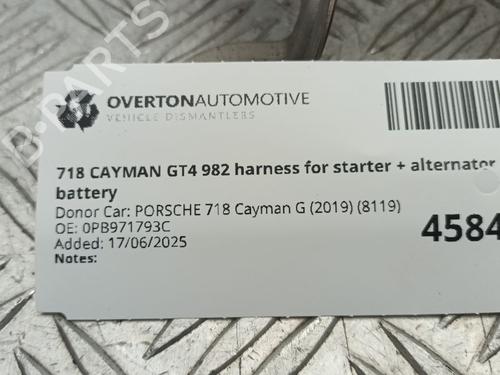 B-PARTS
OVERTONAUTOMOTIVE
VEHICLE DISMANTLERS
718 CAYMAN GT4 982 harness for starter + alternator
battery
Donor Car: PORSCHE 718 Cayman G (2019) (8119)
OE: 0PB971793C
4584
Added: 17/06/2025
Notes: